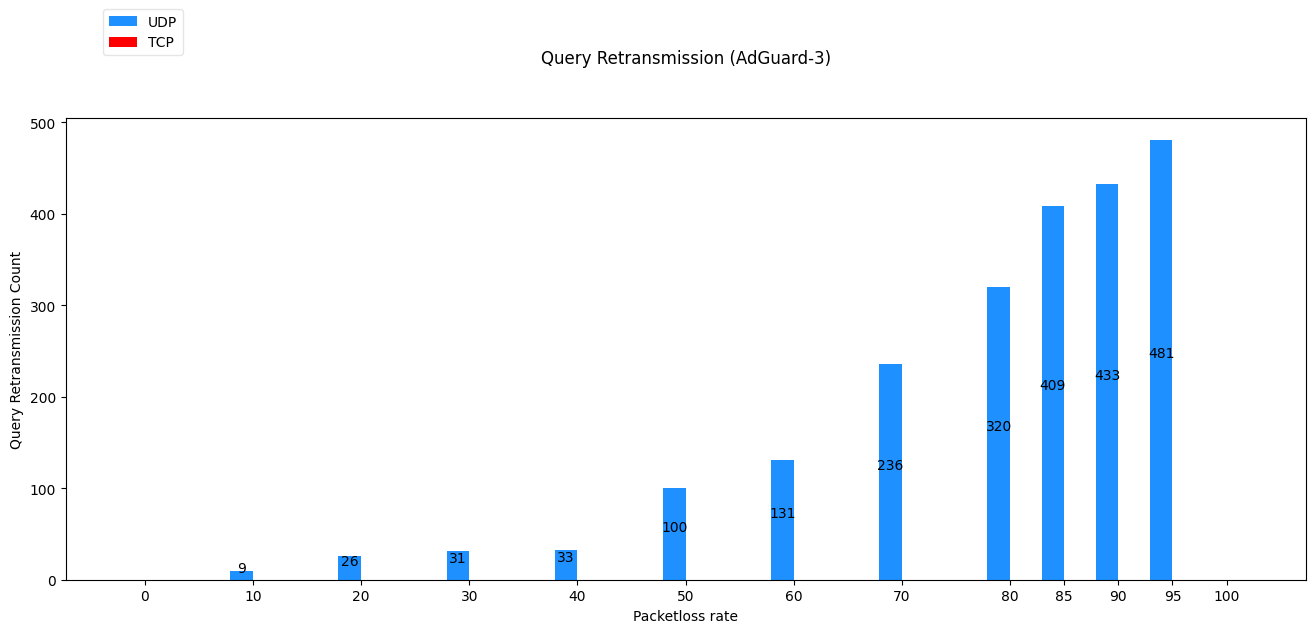 UDP
TCP
Query Retransmission (AdGuard-3)
Query Retransmission Count
500
400
300
200
100
0
9
26
31
33
100
131
236
320
409
433
481
0 10 20 30 40 50 60 70 80 85 90 95 100
Packetloss rate